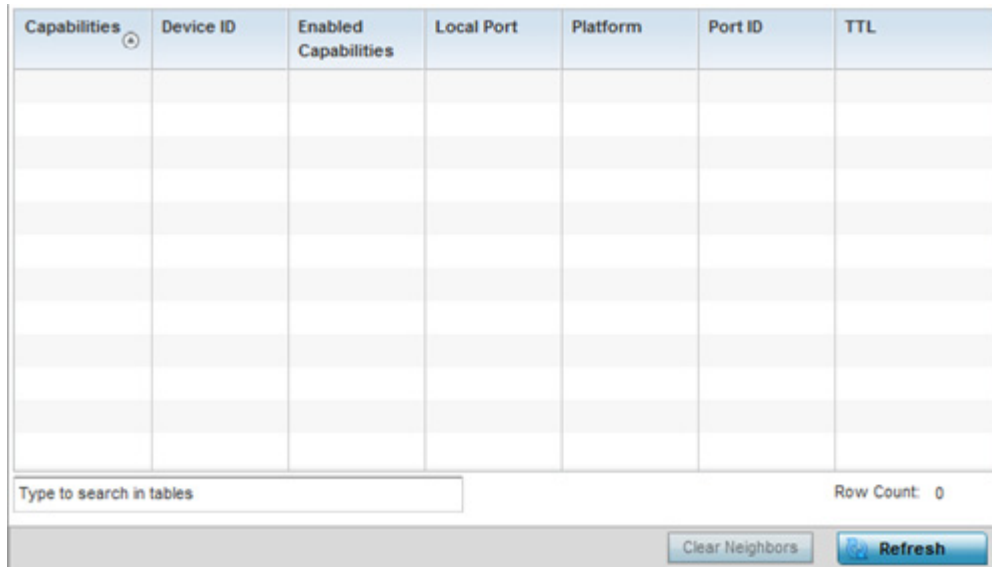 Capabilities Device ID Enabled Capabilities Local Port Platform Port ID TTL
Type to search in tables Row Count: 0
Clear Neighbors Refresh